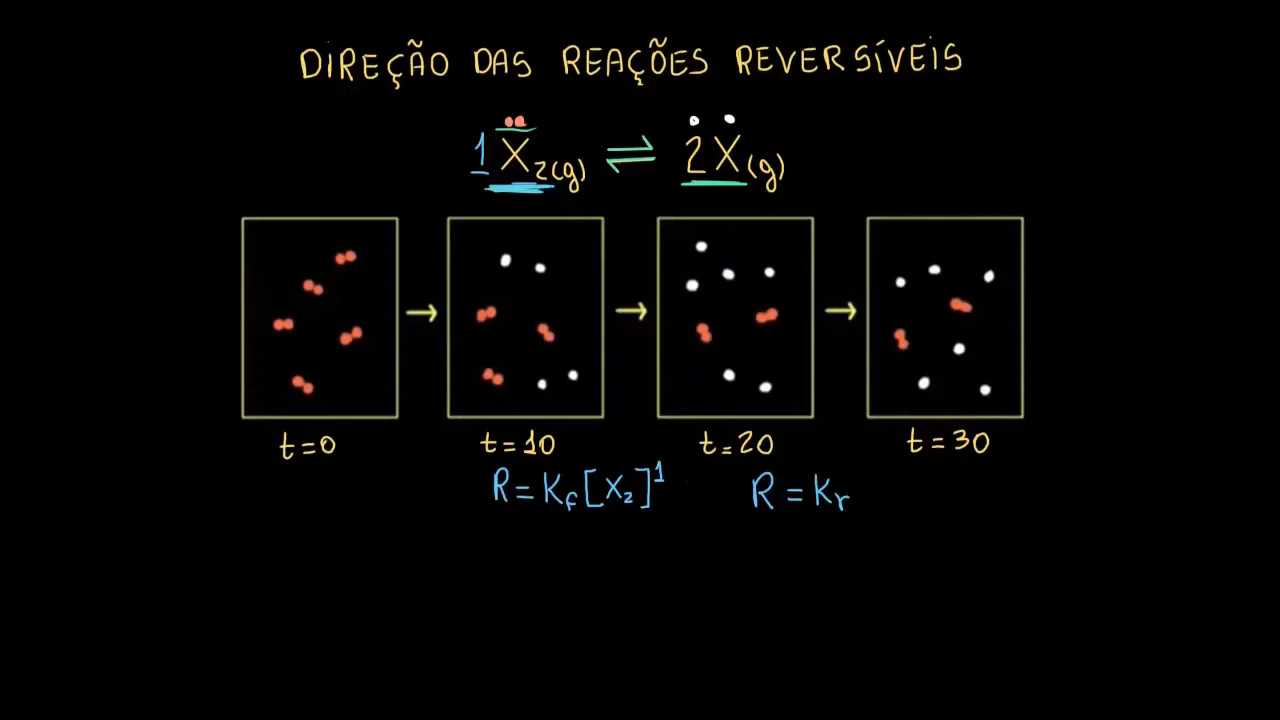 DIREÇÃO DAS REAÇÕES REVERSÍVEIS
1X₂(g) ⇌ 2X(g)
t=0 t=10 t=20 t=30
R=Kf[X₂]¹ R=Kr